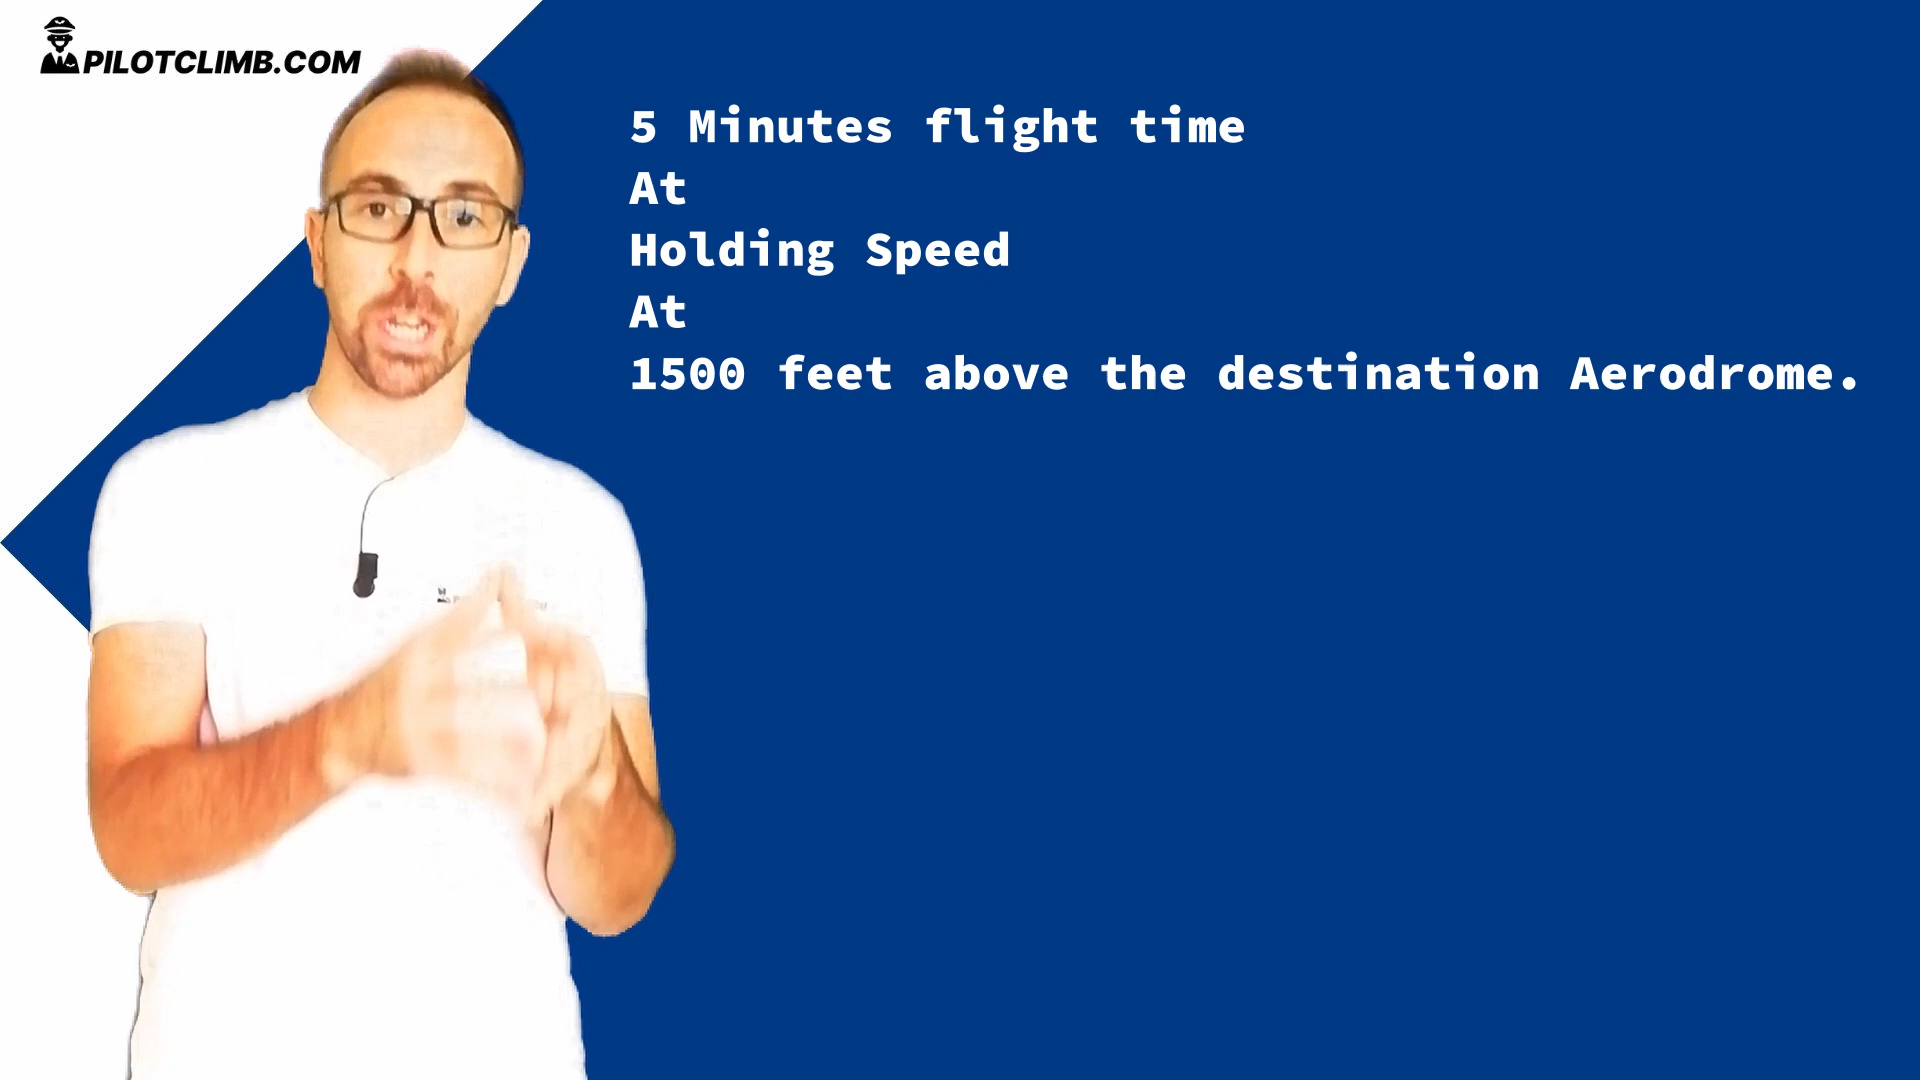 PILOTCLIMB.COM
5 Minutes flight time
At
Holding Speed
At
1500 feet above the destination Aerodrome.